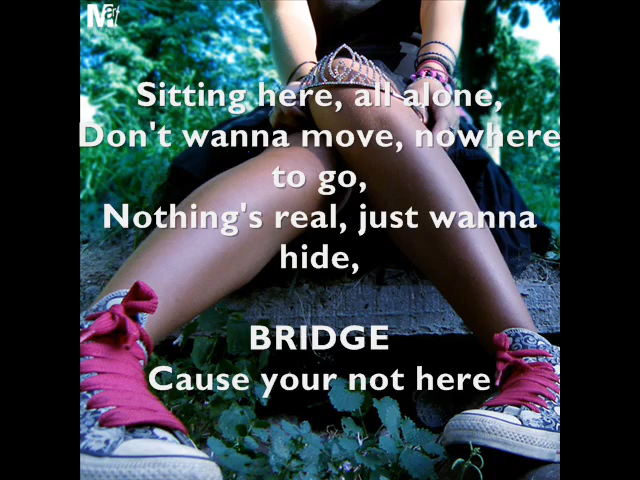 Mart
Sitting here, all alone,
Don't wanna move, nowhere
to go,
Nothing's real, just wanna
hide,
BRIDGE
Cause your not here